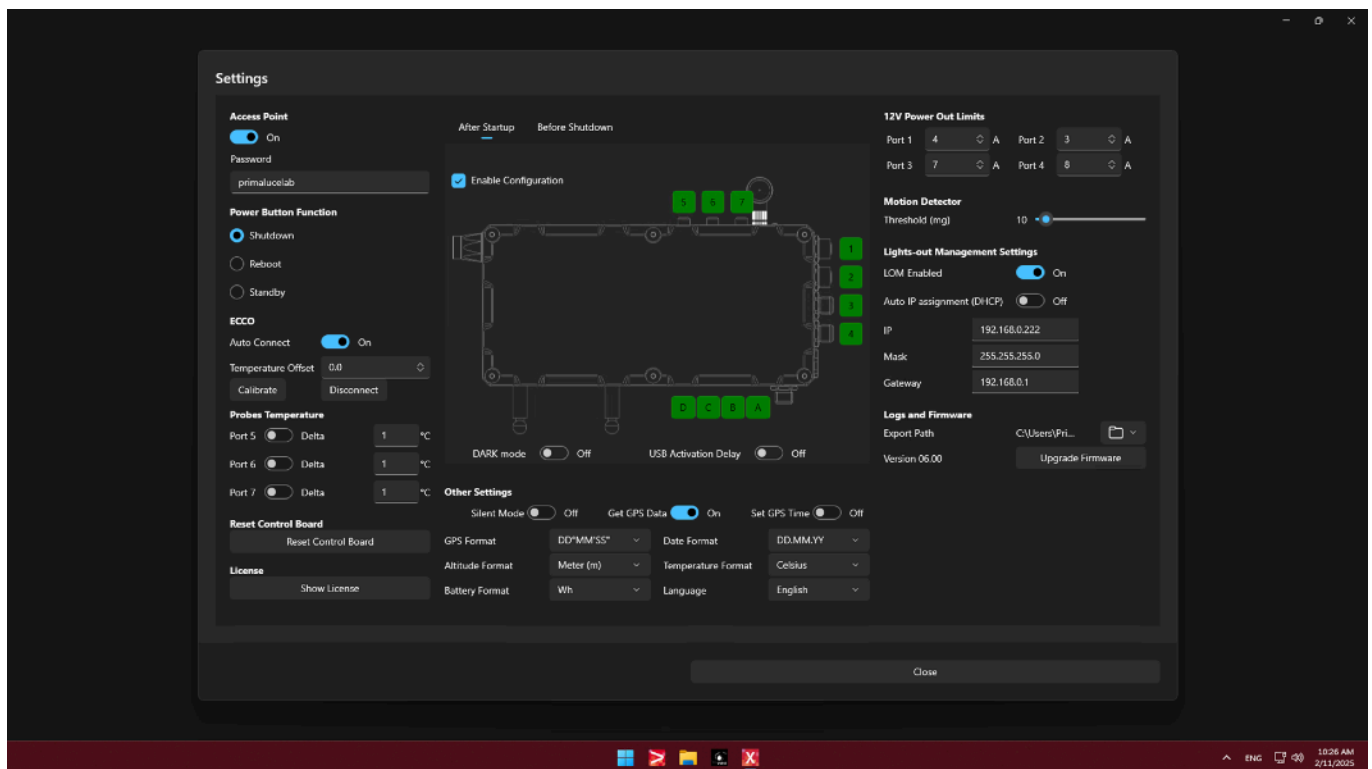 Settings
Access Point
On
Password
primalucelab
Power Button Function
Shutdown
Reboot
Standby
ECCO
Auto Connect On
Temperature Offset 0.0
Calibrate Disconnect
Probes Temperature
Port 5 Delta 1 °C
Port 6 Delta 1 °C
Port 7 Delta 1 °C
Reset Control Board
Reset Control Board
License
Show License
After Startup Before Shutdown
Enable Configuration
5 6 7
1
2
3
4
D C B A
DARK mode Off USB Activation Delay Off
Other Settings
Silent Mode Off Get GPS Data On Set GPS Time Off
GPS Format DD°MM'SS" Date Format DD.MM.YY
Altitude Format Meter (m) Temperature Format Celsius
Battery Format Wh Language English
12V Power Out Limits
Port 1 4 A Port 2 3 A
Port 3 7 A Port 4 8 A
Motion Detector
Threshold (mg) 10
Lights-out Management Settings
LOM Enabled On
Auto IP assignment (DHCP) Off
IP 192.168.0.222
Mask 255.255.255.0
Gateway 192.168.0.1
Logs and Firmware
Export Path C:\Users\Pri...
Version 06.00 Upgrade Firmware
Close
ENG
10:26 AM
2/11/2025